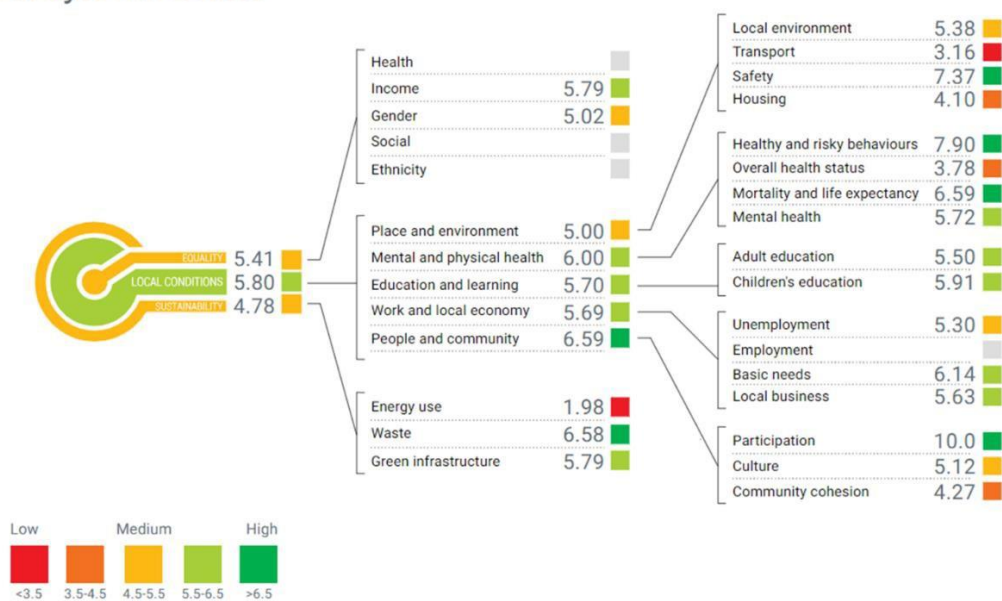 Health
Income 5.79
Gender 5.02
Social
Ethnicity
EQUALITY 5.41
LOCAL CONDITIONS 5.80
SUSTAINABILITY 4.78
Place and environment 5.00
Mental and physical health 6.00
Education and learning 5.70
Work and local economy 5.69
People and community 6.59
Energy use 1.98
Waste 6.58
Green infrastructure 5.79
Local environment 5.38
Transport 3.16
Safety 7.37
Housing 4.10
Healthy and risky behaviours 7.90
Overall health status 3.78
Mortality and life expectancy 6.59
Mental health 5.72
Adult education 5.50
Children's education 5.91
Unemployment 5.30
Employment
Basic needs 6.14
Local business 5.63
Participation 10.0
Culture 5.12
Community cohesion 4.27
Low Medium High
<3.5 3.5-4.5 4.5-5.5 5.5-6.5 >6.5